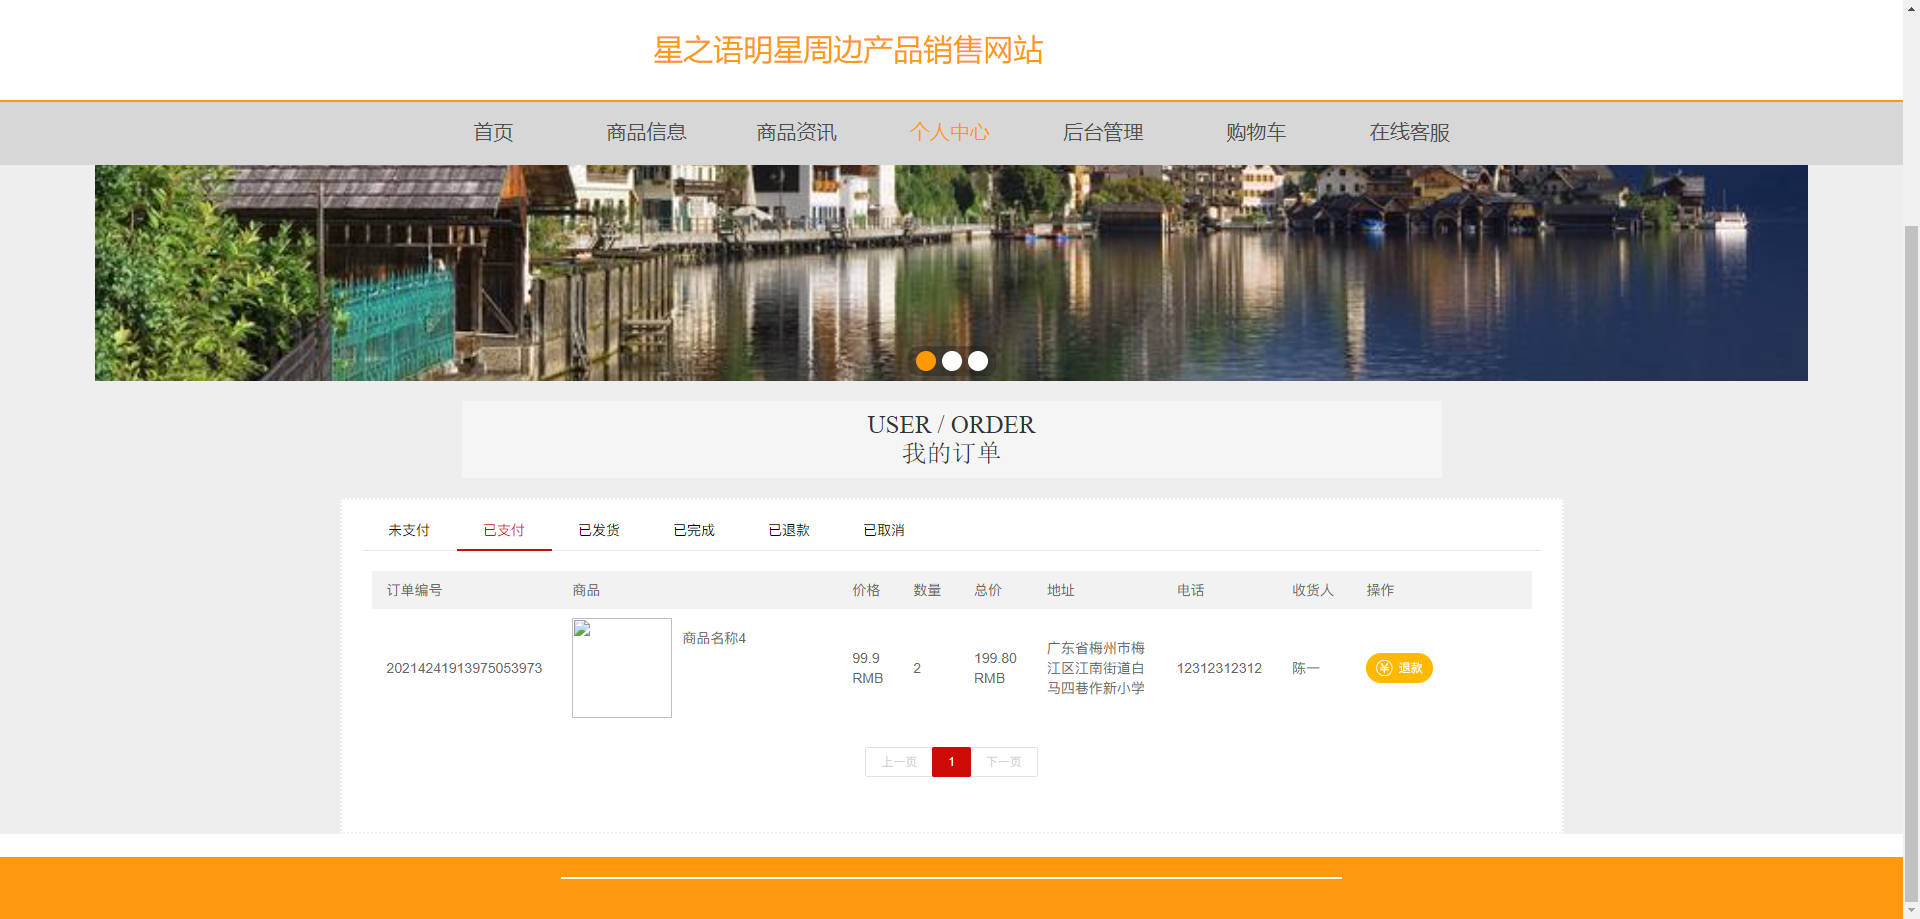 星之语明星周边产品销售网站
首页 商品信息 商品资讯 个人中心 后台管理 购物车 在线客服
USER / ORDER
我的订单
未支付 已支付 已发货 已完成 已退款 已取消
订单编号 商品 价格 数量 总价 地址 电话 收货人 操作
20214241913975053973 商品名称4 99.9 RMB 2 199.80 RMB 广东省梅州市梅江区江南街道白马四巷作新小学 12312312312 陈一 退款
上一页 1 下一页